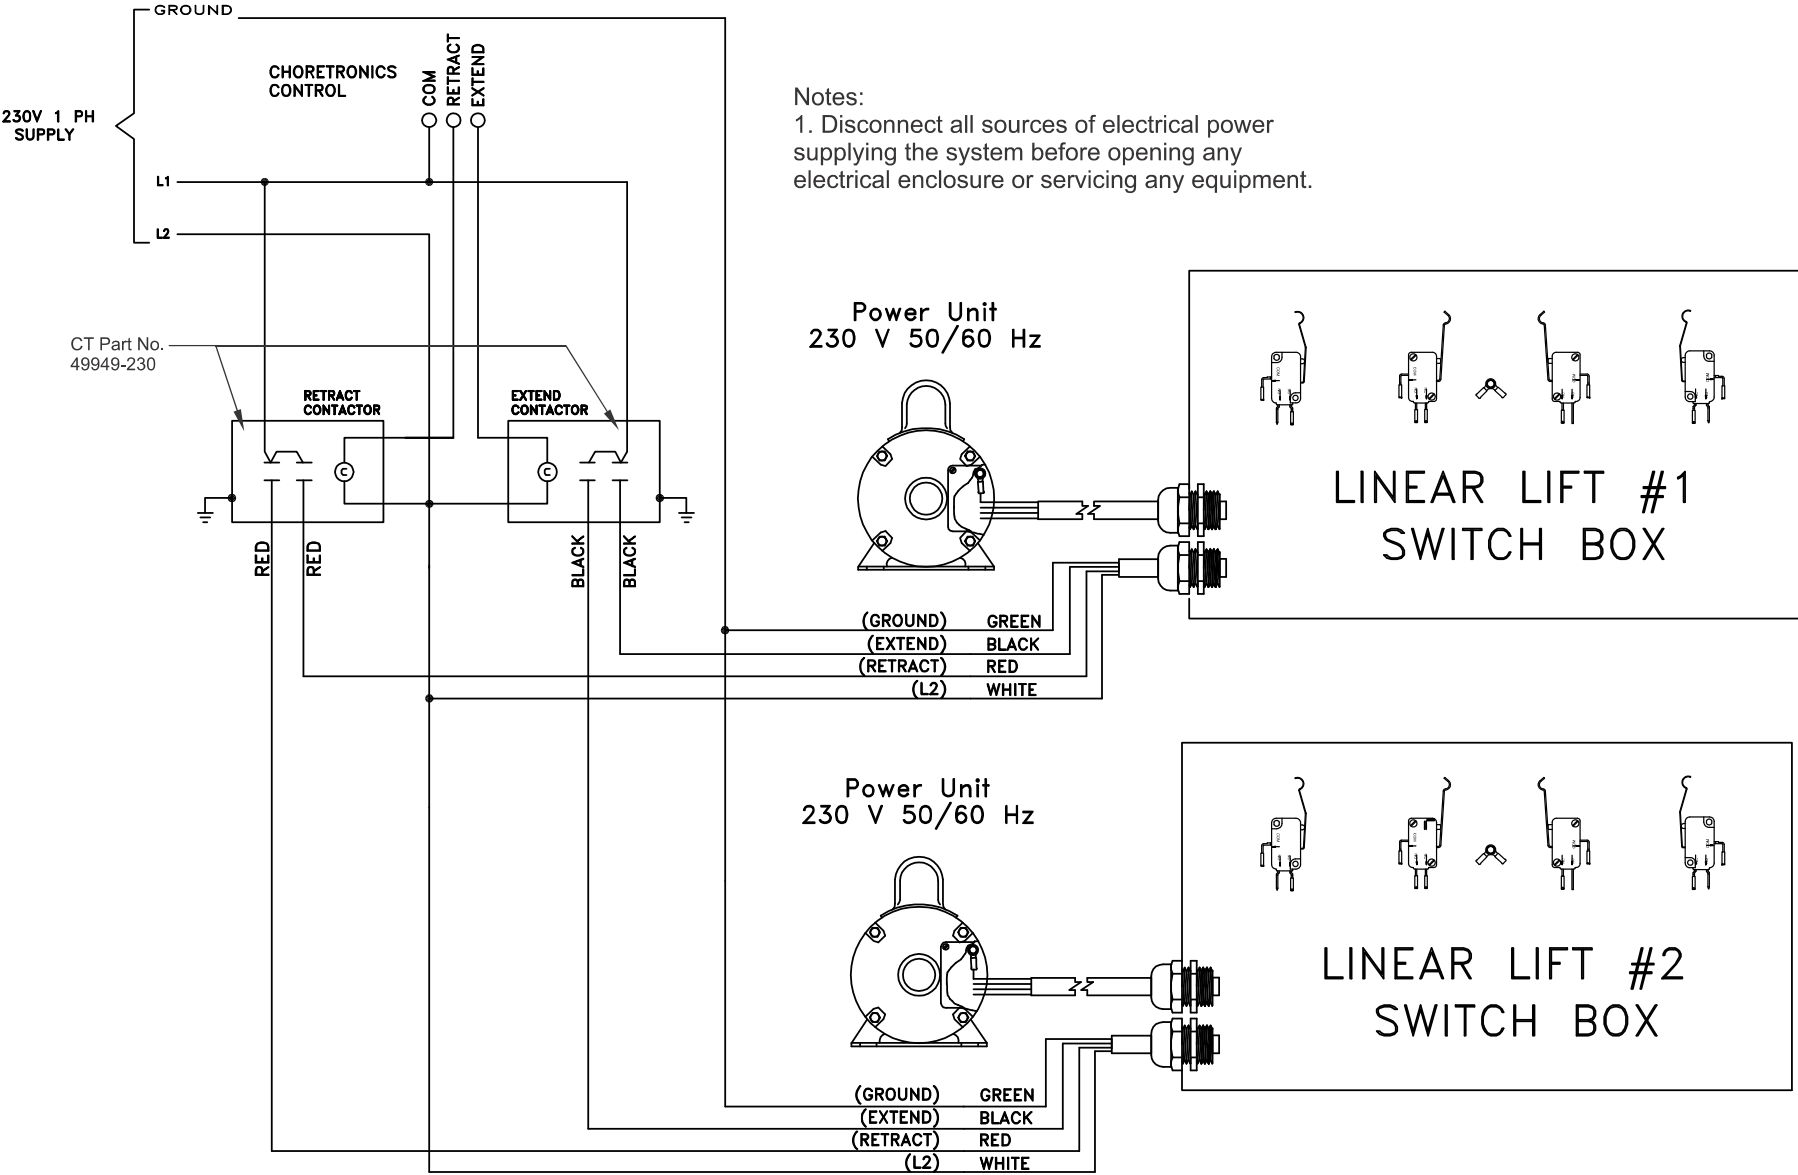 GROUND
CHORETRONICS
CONTROL
COM
RETRACT
EXTEND
230V 1 PH
SUPPLY
L1
L2
Notes:
1. Disconnect all sources of electrical power
supplying the system before opening any
electrical enclosure or servicing any equipment.
CT Part No.
49949-230
RETRACT
CONTACTOR
EXTEND
CONTACTOR
C
C
RED
RED
BLACK
BLACK
Power Unit
230 V 50/60 Hz
LINEAR LIFT #1
SWITCH BOX
(GROUND) GREEN
(EXTEND) BLACK
(RETRACT) RED
(L2) WHITE
Power Unit
230 V 50/60 Hz
LINEAR LIFT #2
SWITCH BOX
(GROUND) GREEN
(EXTEND) BLACK
(RETRACT) RED
(L2) WHITE